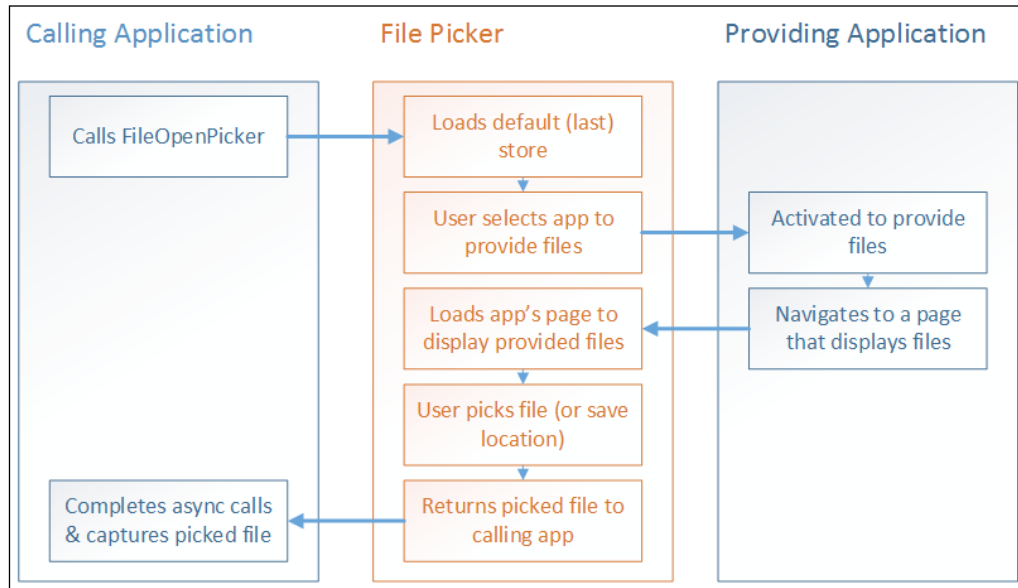 Calling Application
File Picker
Providing Application
Calls FileOpenPicker
Loads default (last)
store
User selects app to
provide files
Activated to provide
files
Loads app's page to
display provided files
Navigates to a page
that displays files
User picks file (or save
location)
Completes async calls
& captures picked file
Returns picked file to
calling app